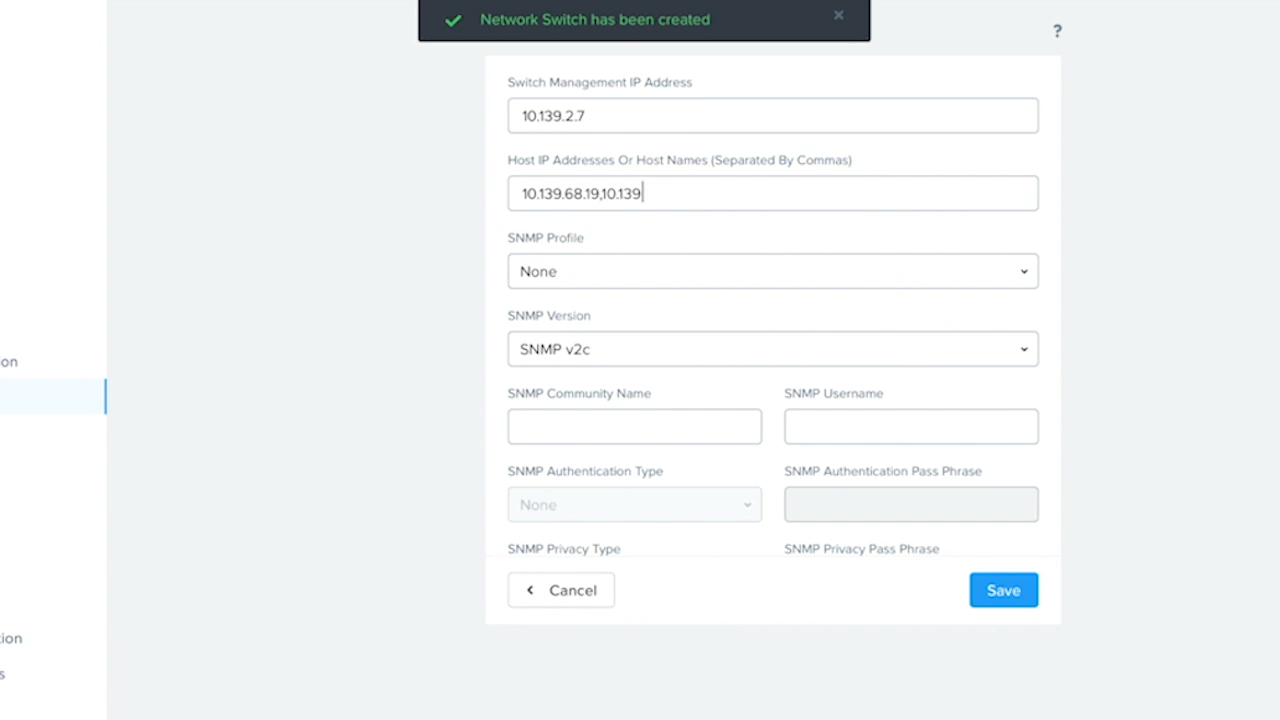 Network Switch has been created
?
Switch Management IP Address
10.139.2.7
Host IP Addresses Or Host Names (Separated By Commas)
10.139.68.19,10.139
SNMP Profile
None
SNMP Version
SNMP v2c
SNMP Community Name
SNMP Username
SNMP Authentication Type
SNMP Authentication Pass Phrase
None
SNMP Privacy Type
SNMP Privacy Pass Phrase
Cancel
Save